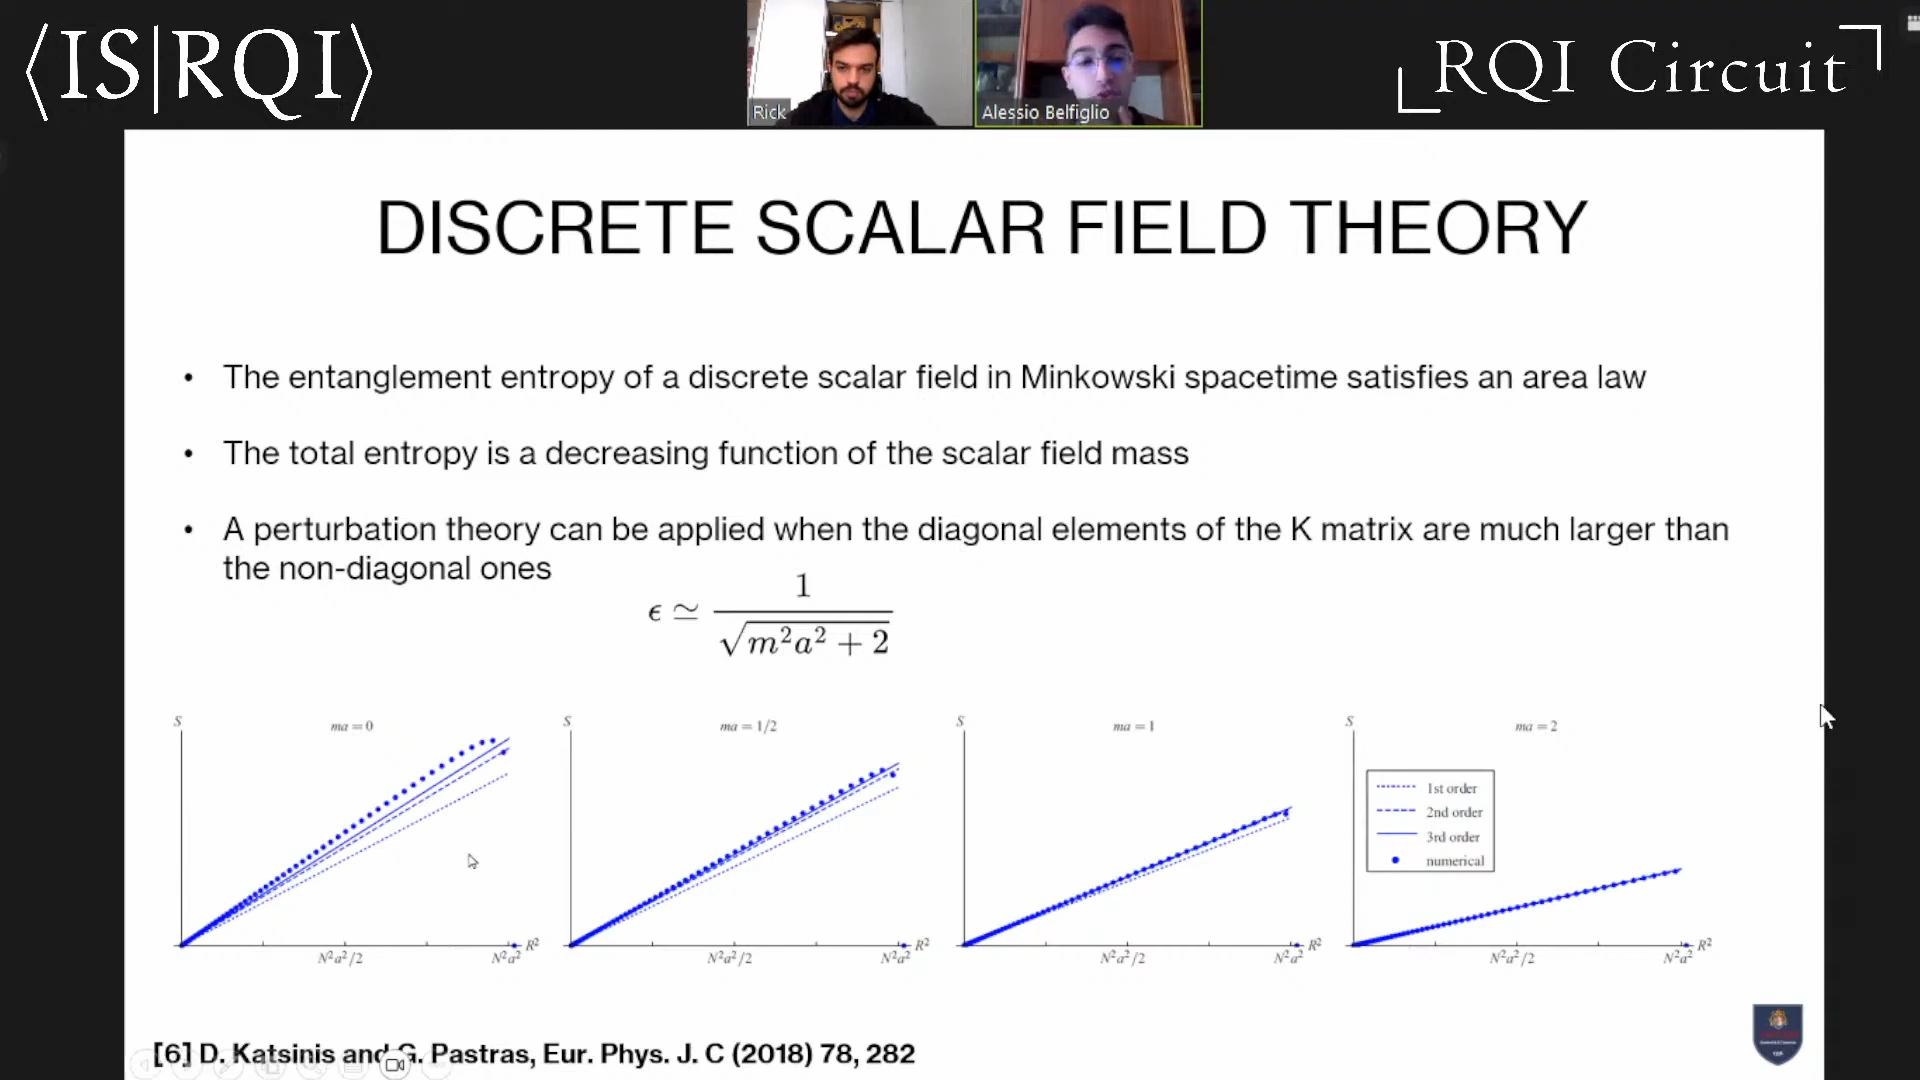 ⟨IS|RQI⟩
RQI Circuit
Rick
Alessio Belfiglio
DISCRETE SCALAR FIELD THEORY
• The entanglement entropy of a discrete scalar field in Minkowski spacetime satisfies an area law
• The total entropy is a decreasing function of the scalar field mass
• A perturbation theory can be applied when the diagonal elements of the K matrix are much larger than
the non-diagonal ones
ϵ ≃ 1 / √(m²a² + 2)
S
ma = 0
N²a²/2
N²a²
R²
S
ma = 1/2
N²a²/2
N²a²
R²
S
ma = 1
N²a²/2
N²a²
R²
S
ma = 2
1st order
2nd order
3rd order
numerical
N²a²/2
N²a²
R²
[6] D. Katsinis and G. Pastras, Eur. Phys. J. C (2018) 78, 282